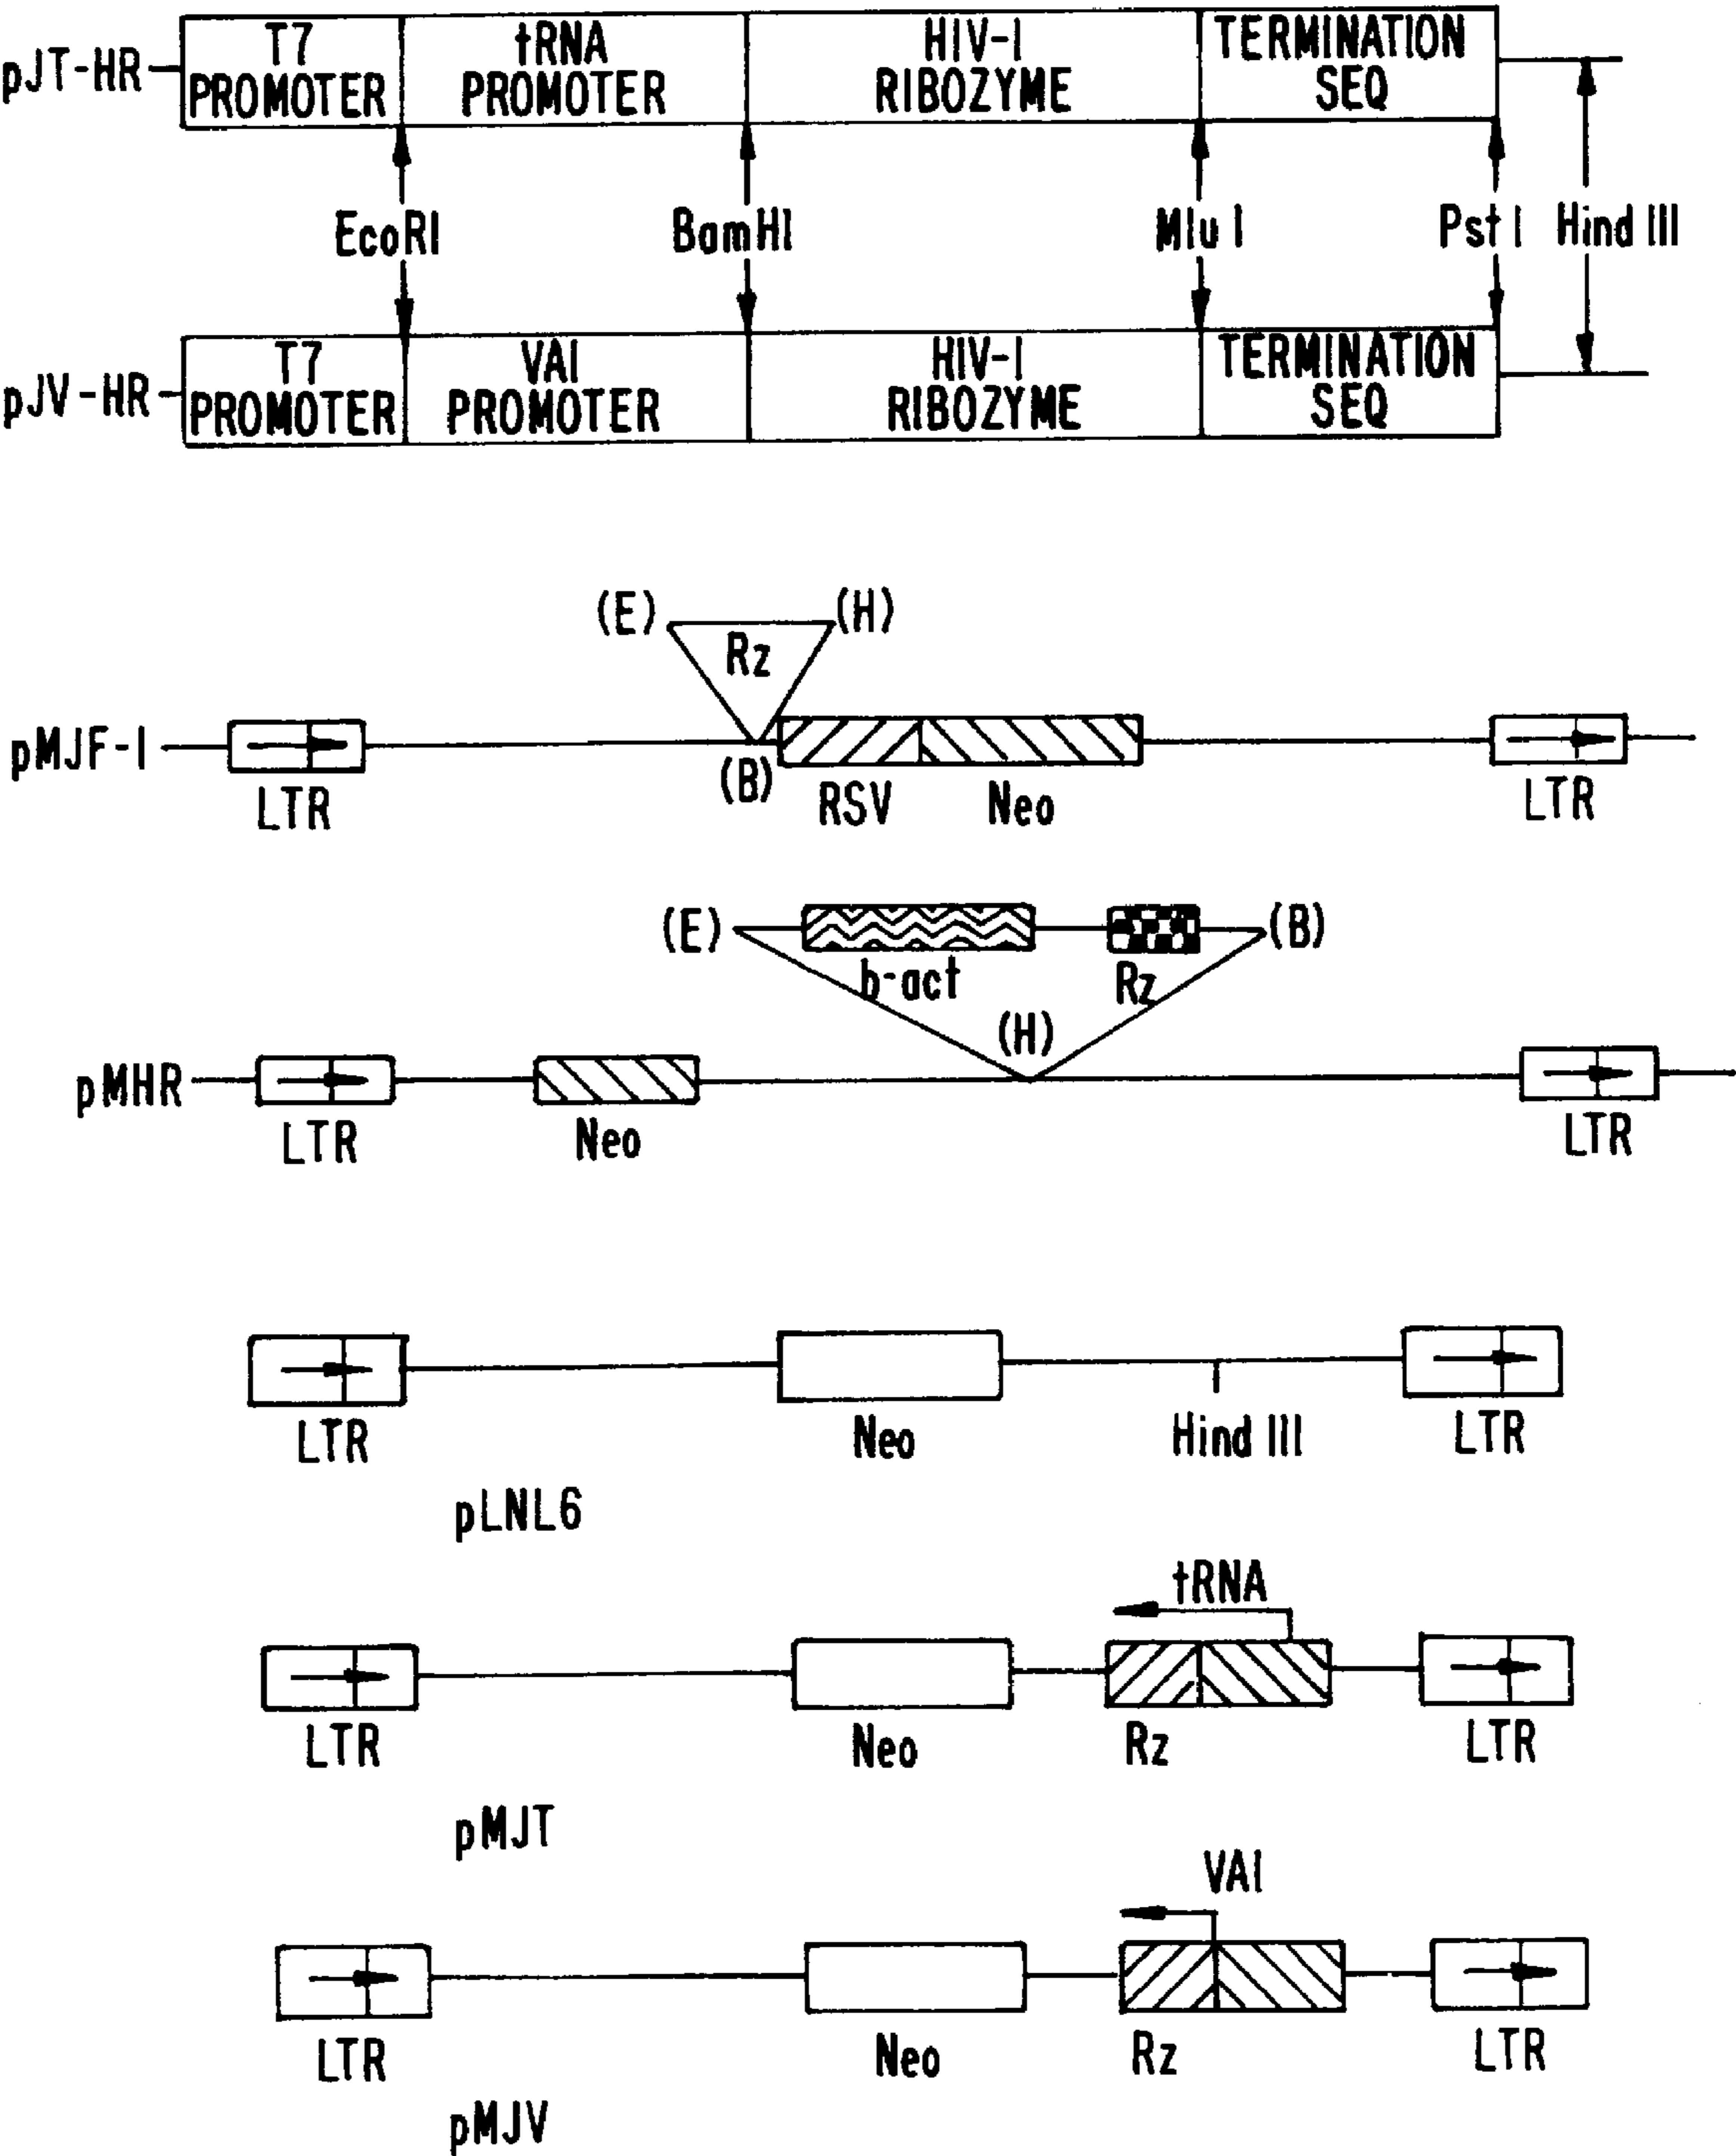 pJT-HR
T7 PROMOTER
tRNA PROMOTER
HIV-I RIBOZYME
TERMINATION SEQ
EcoRI
BamHI
Mlu I
Pst I
Hind III
pJV-HR
T7 PROMOTER
VAI PROMOTER
HIV-I RIBOZYME
TERMINATION SEQ
(E)
Rz
(H)
pMJF-I
(B)
LTR
RSV
Neo
LTR
(E)
b-act
Rz
(B)
(H)
pMHR
LTR
Neo
LTR
LTR
Neo
Hind III
LTR
pLNL6
tRNA
LTR
Neo
Rz
LTR
pMJT
VAI
LTR
Neo
Rz
LTR
pMJV